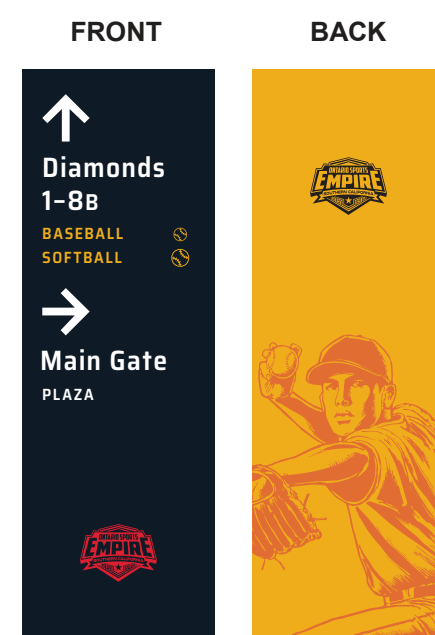 FRONT
BACK
Diamonds
1–8B
BASEBALL
SOFTBALL
Main Gate
PLAZA
ONTARIO SPORTS
EMPIRE
SOUTHERN CALIFORNIA
ONTARIO SPORTS
EMPIRE
SOUTHERN CALIFORNIA